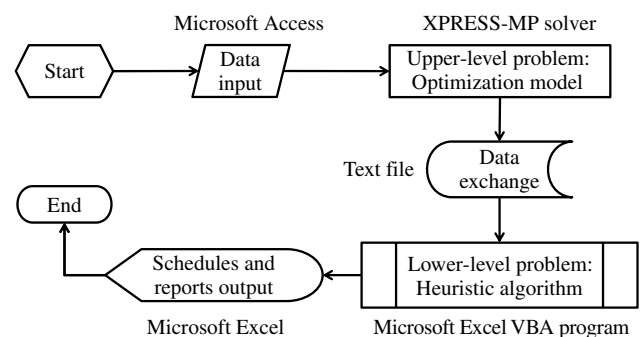 Microsoft Access
XPRESS-MP solver
Start
Data
input
Upper-level problem:
Optimization model
Text file
Data
exchange
End
Schedules and
reports output
Lower-level problem:
Heuristic algorithm
Microsoft Excel
Microsoft Excel VBA program